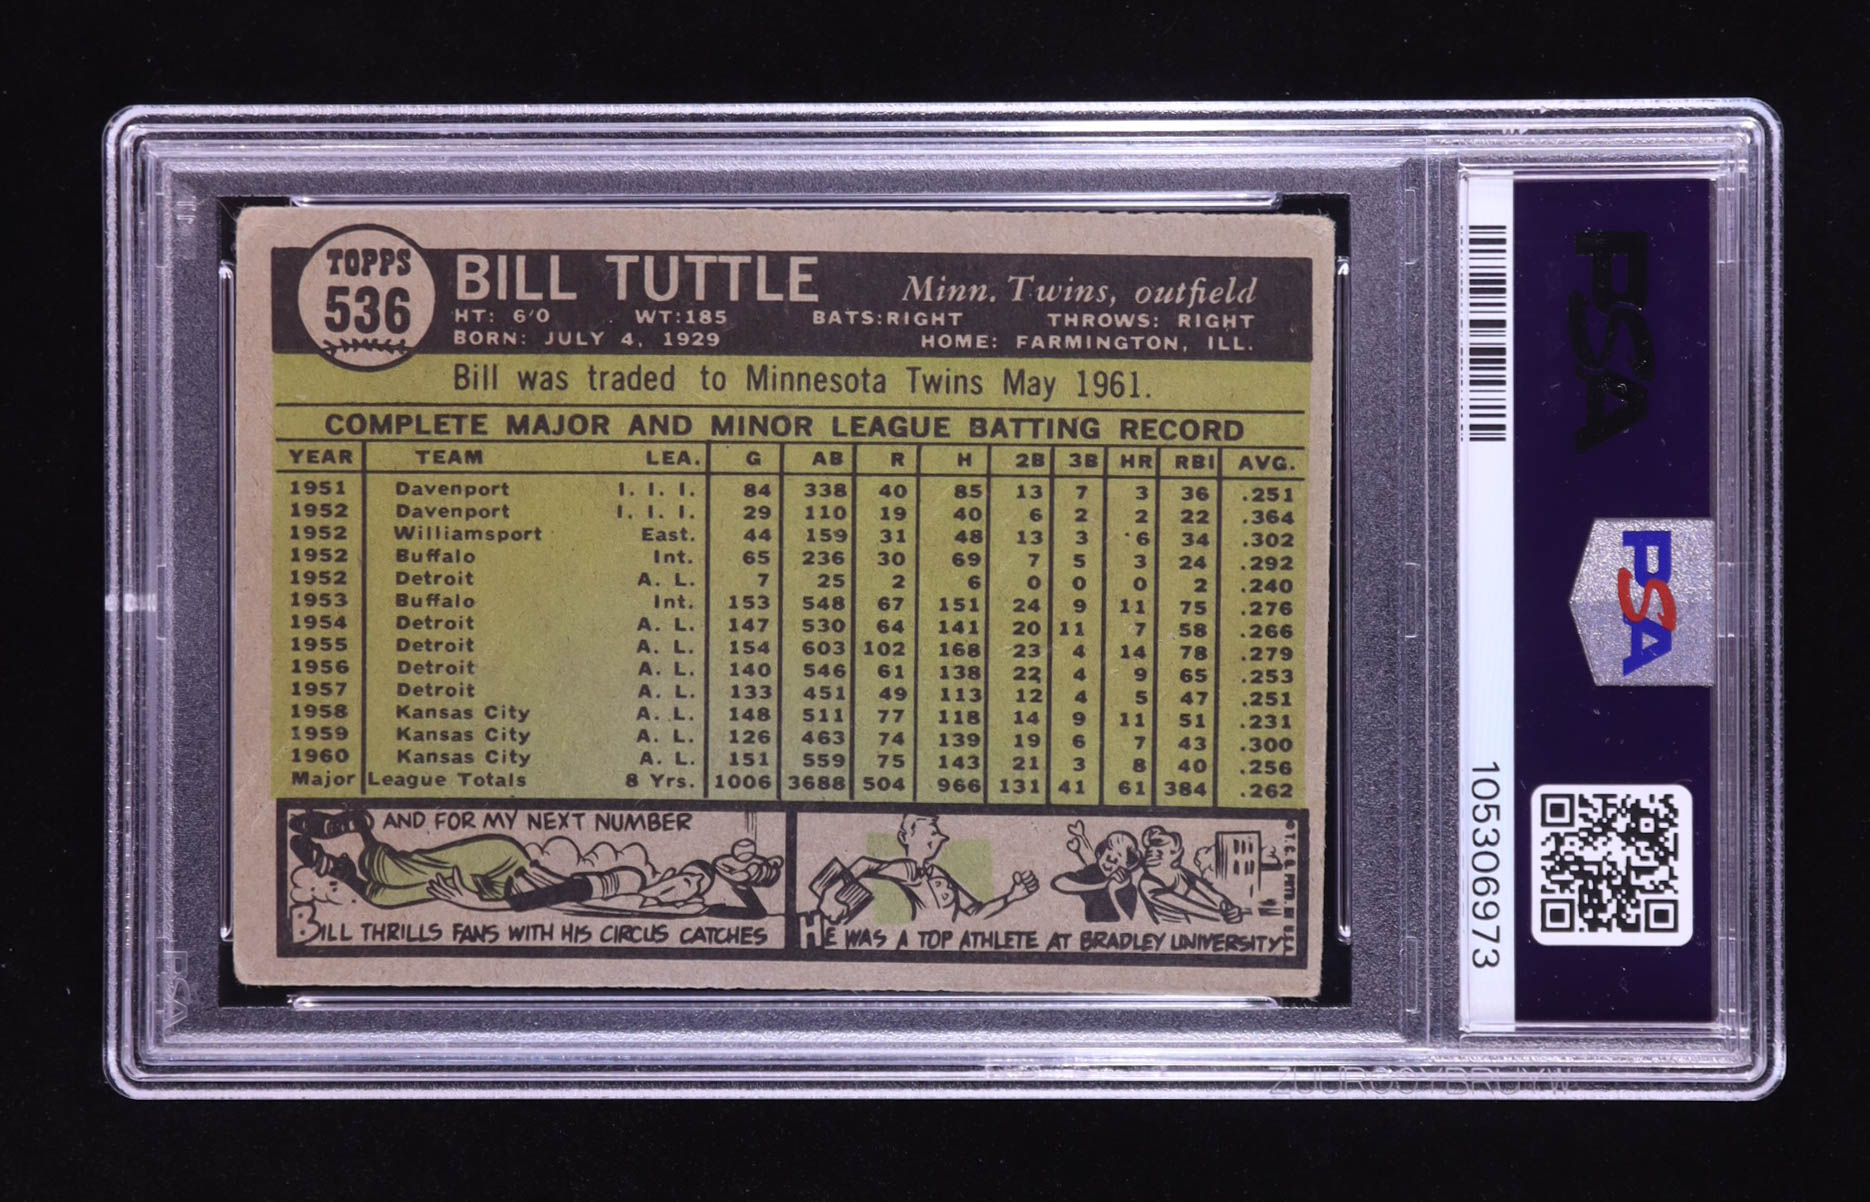 TOPPS
536
BILL TUTTLE
Minn. Twins, outfield
HT: 6'0 WT:185 BATS:RIGHT THROWS: RIGHT
BORN: JULY 4, 1929 HOME: FARMINGTON, ILL.
Bill was traded to Minnesota Twins May 1961.
COMPLETE MAJOR AND MINOR LEAGUE BATTING RECORD
YEAR TEAM LEA. G AB R H 2B 3B HR RBI AVG.
1951 Davenport I. I. I. 84 338 40 85 13 7 3 36 .251
1952 Davenport I. I. I. 29 110 19 40 6 2 2 22 .364
1952 Williamsport East. 44 159 31 48 13 3 6 34 .302
1952 Buffalo Int. 65 236 30 69 7 5 3 24 .292
1952 Detroit A. L. 7 25 2 6 0 0 0 2 .240
1953 Buffalo Int. 153 548 67 151 24 9 11 75 .276
1954 Detroit A. L. 147 530 64 141 20 11 7 58 .266
1955 Detroit A. L. 154 603 102 168 23 4 14 78 .279
1956 Detroit A. L. 140 546 61 138 22 4 9 65 .253
1957 Detroit A. L. 133 451 49 113 12 4 5 47 .251
1958 Kansas City A. L. 148 511 77 118 14 9 11 51 .231
1959 Kansas City A. L. 126 463 74 139 19 6 7 43 .300
1960 Kansas City A. L. 151 559 75 143 21 3 8 40 .256
Major League Totals 8 Yrs. 1006 3688 504 966 131 41 61 384 .262
AND FOR MY NEXT NUMBER
BILL THRILLS FANS WITH HIS CIRCUS CATCHES
HE WAS A TOP ATHLETE AT BRADLEY UNIVERSITY
©T.C.G. PRTD. IN U.S.A.
PSA
PSA
105306973
PSA